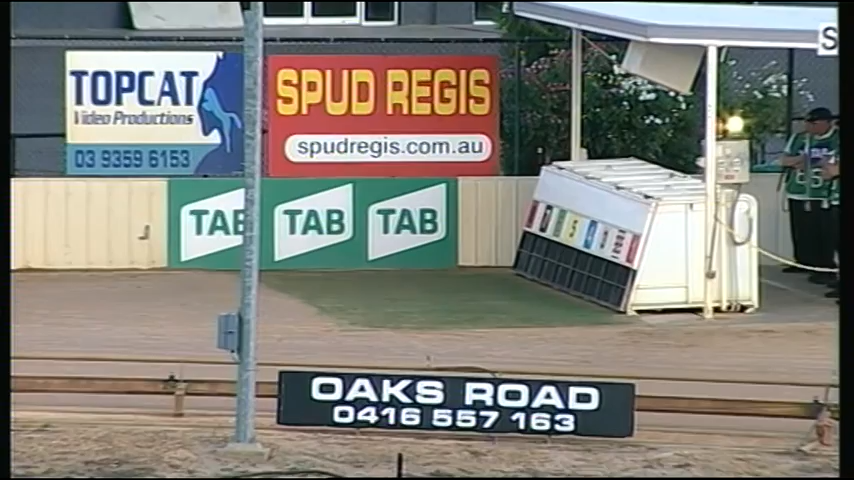 TOPCAT
Video Productions
03 9359 6153
SPUD REGIS
spudregis.com.au
TAB
TAB
TAB
5
S
OAKS ROAD
0416 557 163